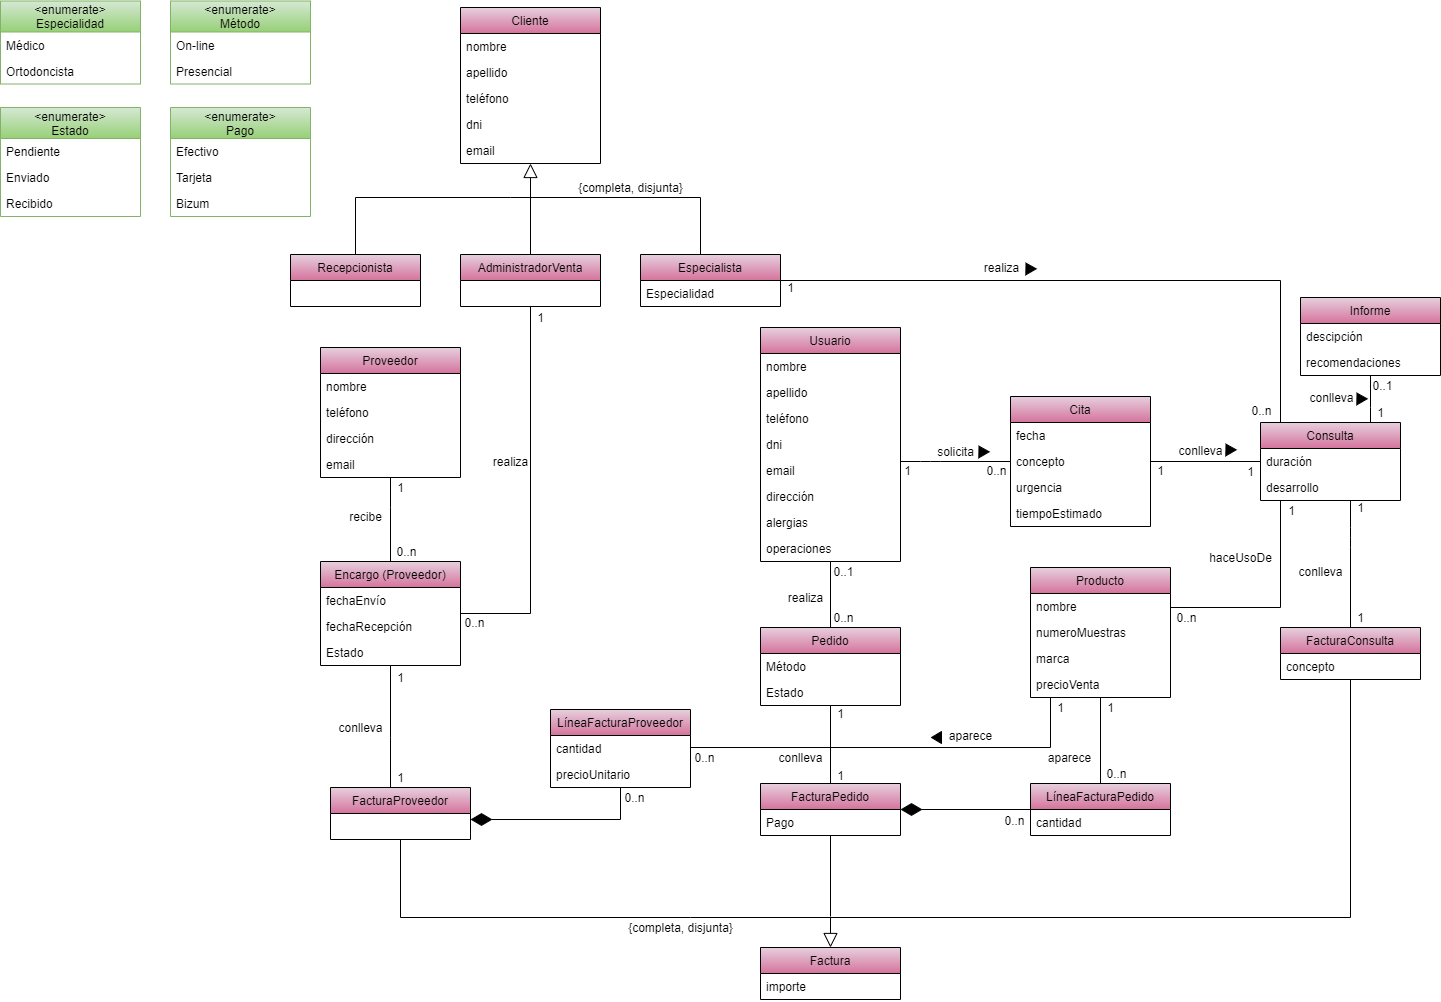 <enumerate>
Especialidad
Médico
Ortodoncista
<enumerate>
Método
On-line
Presencial
<enumerate>
Estado
Pendiente
Enviado
Recibido
<enumerate>
Pago
Efectivo
Tarjeta
Bizum
Cliente
nombre
apellido
teléfono
dni
email
{completa, disjunta}
Recepcionista
AdministradorVenta
1
Especialista
Especialidad
1
realiza
0..n
Informe
descipción
recomendaciones
0..1
conlleva
1
Proveedor
nombre
teléfono
dirección
email
1
recibe
0..n
realiza
0..n
Usuario
nombre
apellido
teléfono
dni
email
dirección
alergias
operaciones
solicita
1
0..n
Cita
fecha
concepto
urgencia
tiempoEstimado
conlleva
1
1
Consulta
duración
desarrollo
1
1
haceUsoDe
0..n
conlleva
1
Encargo (Proveedor)
fechaEnvío
fechaRecepción
Estado
1
conlleva
1
0..1
realiza
0..n
Pedido
Método
Estado
1
conlleva
1
Producto
nombre
numeroMuestras
marca
precioVenta
1
1
aparece
0..n
aparece
0..n
FacturaConsulta
concepto
LíneaFacturaProveedor
cantidad
precioUnitario
0..n
FacturaProveedor
FacturaPedido
Pago
0..n
LíneaFacturaPedido
cantidad
{completa, disjunta}
Factura
importe